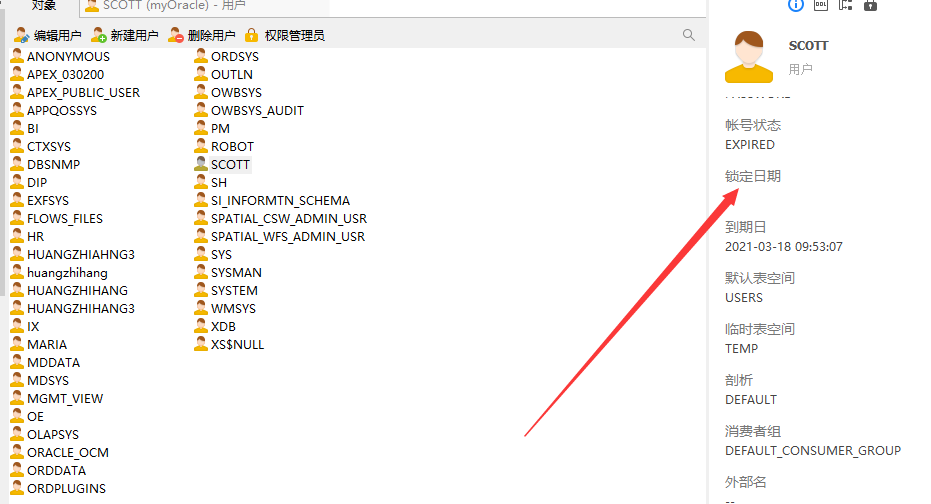 对象
SCOTT (myOracle) - 用户
编辑用户 新建用户 删除用户 权限管理员
ANONYMOUS
APEX_030200
APEX_PUBLIC_USER
APPQOSSYS
BI
CTXSYS
DBSNMP
DIP
EXFSYS
FLOWS_FILES
HR
HUANGZHIAHNG3
huangzhihang
HUANGZHIHANG
HUANGZHIHANG3
IX
MARIA
MDDATA
MDSYS
MGMT_VIEW
OE
OLAPSYS
ORACLE_OCM
ORDDATA
ORDPLUGINS
ORDSYS
OUTLN
OWBSYS
OWBSYS_AUDIT
PM
ROBOT
SCOTT
SH
SI_INFORMTN_SCHEMA
SPATIAL_CSW_ADMIN_USR
SPATIAL_WFS_ADMIN_USR
SYS
SYSMAN
SYSTEM
WMSYS
XDB
XS$NULL
DDL
SCOTT
用户
PASSWORD
帐号状态
EXPIRED
锁定日期
到期日
2021-03-18 09:53:07
默认表空间
USERS
临时表空间
TEMP
剖析
DEFAULT
消费者组
DEFAULT_CONSUMER_GROUP
外部名
--